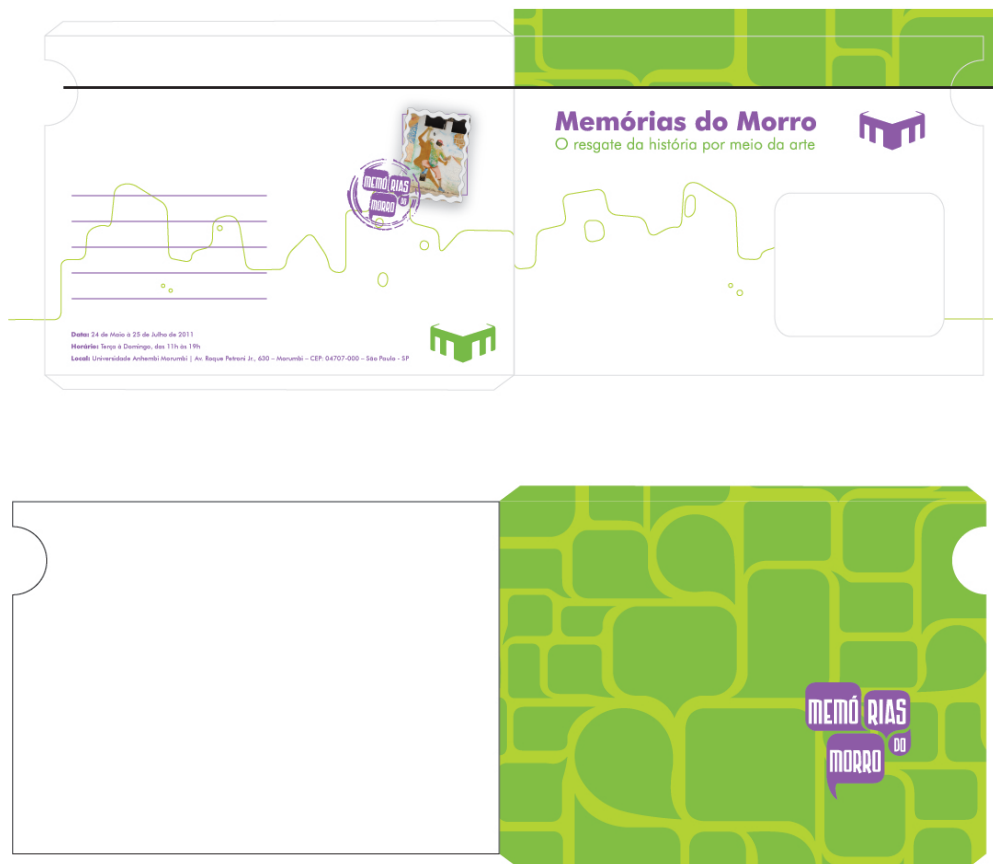 Memórias do Morro
O resgate da história por meio da arte
MEMÓ RIAS
DO
MORRO
Data: 24 de Maio à 25 de Julho de 2011
Horário: Terça à Domingo, das 11h às 19h
Local: Universidade Anhembi Morumbi | Av. Roque Petroni Jr., 630 – Morumbi – CEP: 04707-000 – São Paulo - SP
MEMÓ RIAS
DO
MORRO